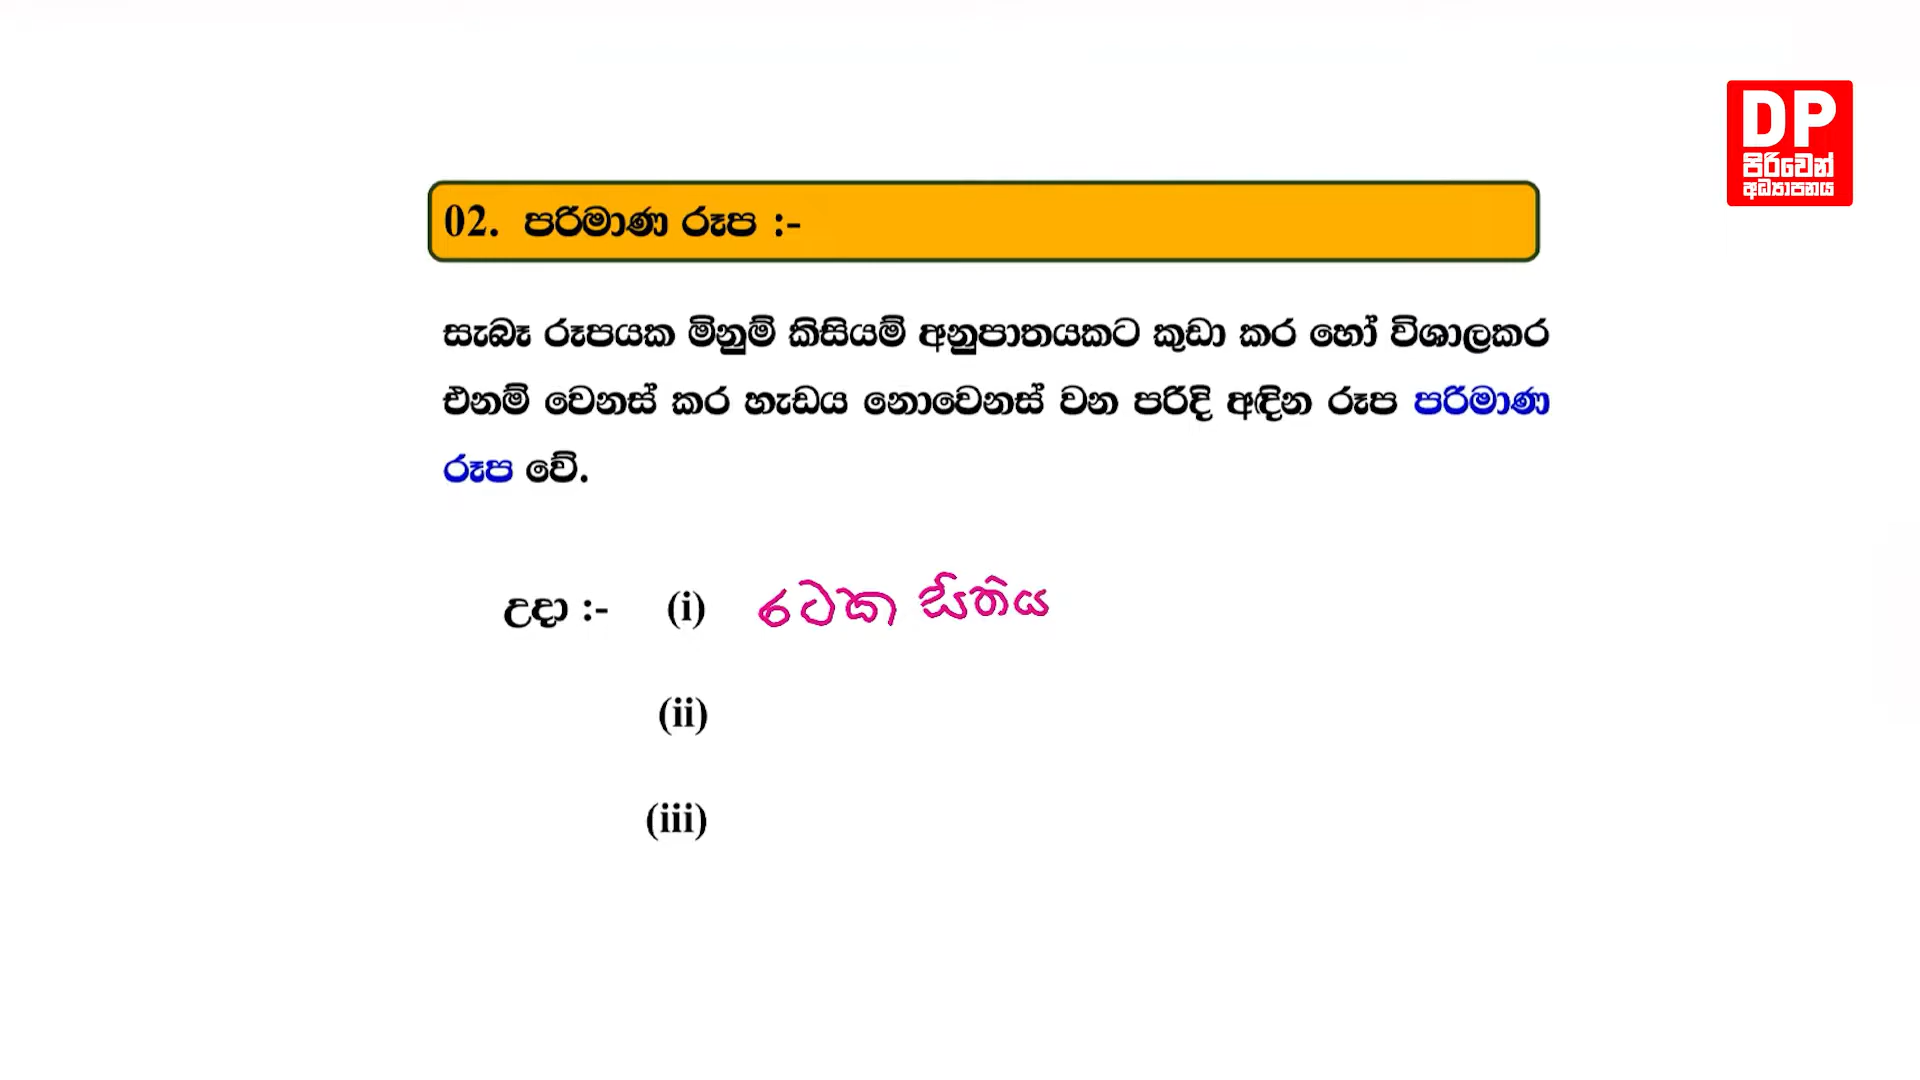 DP
පිරිවෙන්
අධ්‍යාපනය
02. පරිමාණ රූප :-
සැබෑ රූපයක මිනුම් කිසියම් අනුපාතයකට කුඩා කර හෝ විශාලකර
එනම් වෙනස් කර හැඩය නොවෙනස් වන පරිදි අඳින රූප පරිමාණ
රූප වේ.
උදා :- (i) රටක සිතිය
(ii)
(iii)